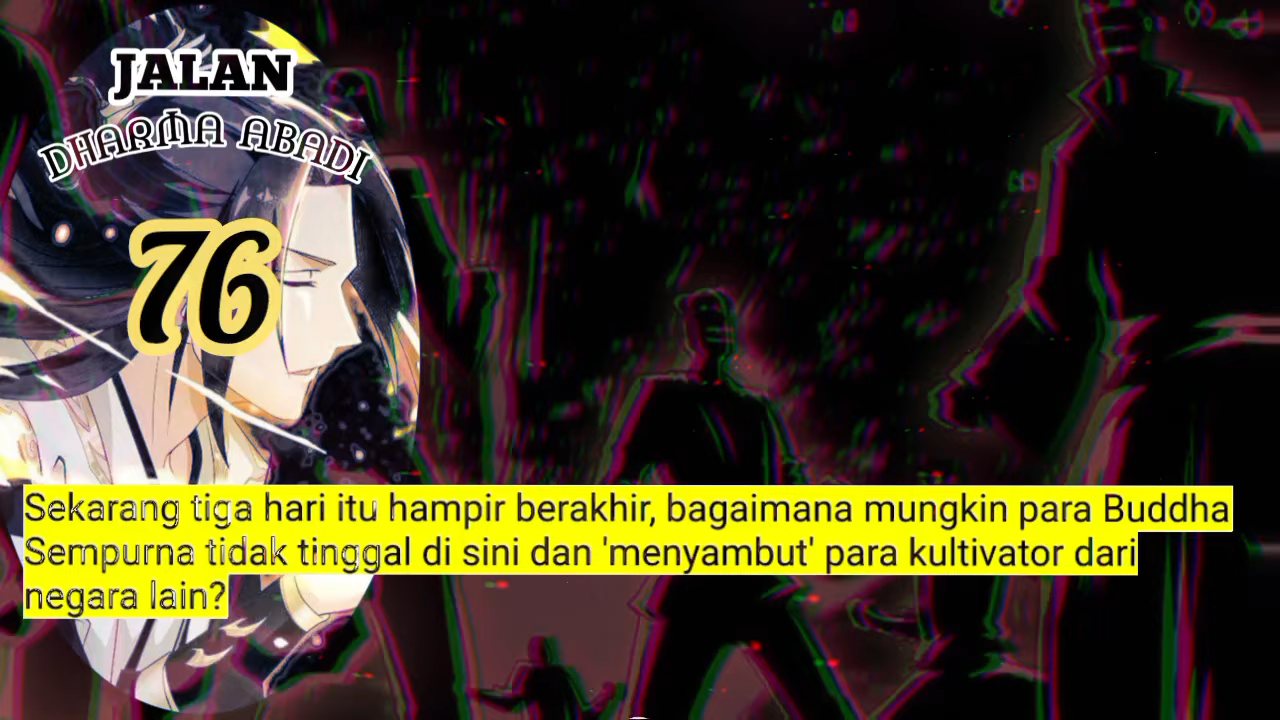 JALAN
DHARMA ABADI
76
Sekarang tiga hari itu hampir berakhir, bagaimana mungkin para Buddha
Sempurna tidak tinggal di sini dan 'menyambut' para kultivator dari
negara lain?